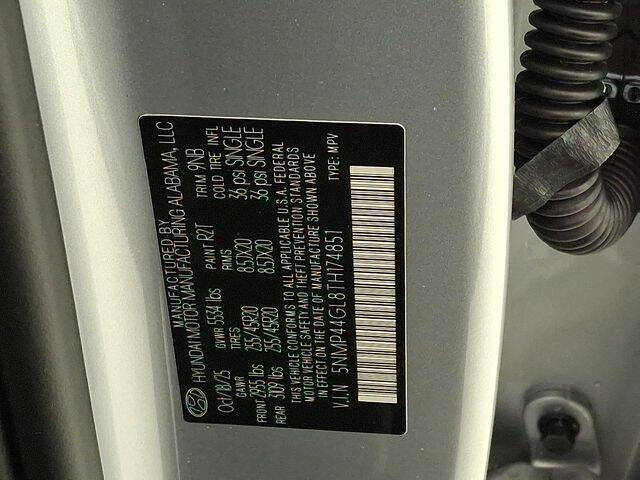 MANUFACTURED BY
HYUNDAI MOTOR MANUFACTURING ALABAMA, LLC
Oct/18/25 GVWR 5534 lbs PAINT R2T TRIM 9NB
GAWR TIRES RIMS COLD TIRE INFL
FRONT 2955 lbs 255/45R20 8.5JX20 36 psi SINGLE
REAR 3109 lbs 255/45R20 8.5JX20 36 psi SINGLE
THIS VEHICLE CONFORMS TO ALL APPLICABLE U.S.A. FEDERAL
MOTOR VEHICLE SAFETY AND THEFT PREVENTION STANDARDS
IN EFFECT ON THE DATE OF MANUFACTURE SHOWN ABOVE
V.I.N 5NMP44GL8TH174851 TYPE: MPV